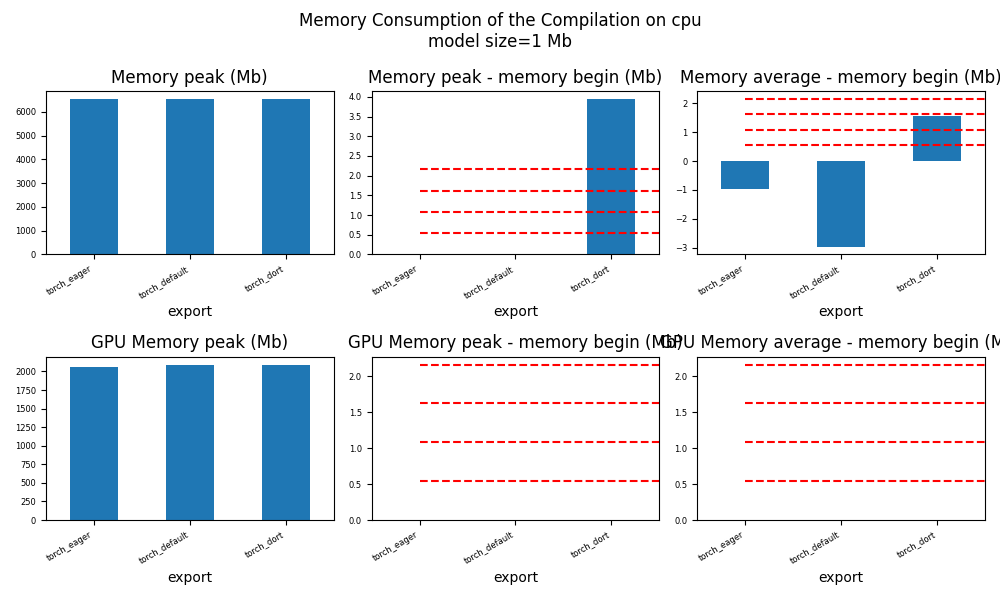 Memory Consumption of the Compilation on cpu
model size=1 Mb
Memory peak (Mb)
6000
5000
4000
3000
2000
1000
0
torch_eager
torch_default
torch_dort
export
Memory peak - memory begin (Mb)
4.0
3.5
3.0
2.5
2.0
1.5
1.0
0.5
0.0
torch_eager
torch_default
torch_dort
export
Memory average - memory begin (Mb)
2
1
0
−1
−2
−3
torch_eager
torch_default
torch_dort
export
GPU Memory peak (Mb)
2000
1750
1500
1250
1000
750
500
250
0
torch_eager
torch_default
torch_dort
export
GPU Memory peak - memory begin (Mb)
2.0
1.5
1.0
0.5
0.0
torch_eager
torch_default
torch_dort
export
GPU Memory average - memory begin (M
2.0
1.5
1.0
0.5
0.0
torch_eager
torch_default
torch_dort
export